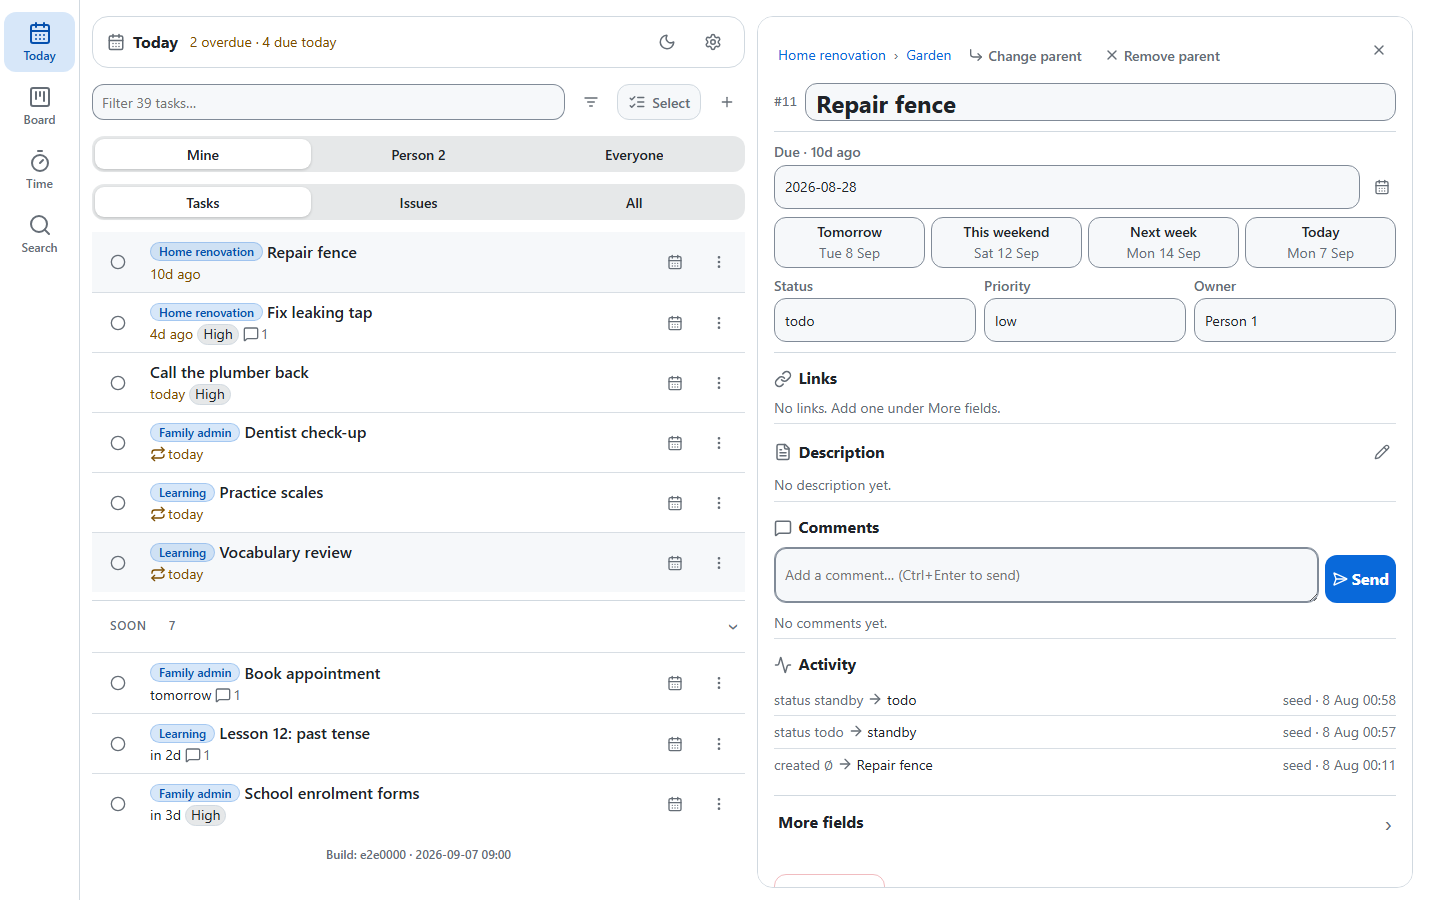 Today
Board
Time
Search
Today 2 overdue · 4 due today
Filter 39 tasks...
Select
Mine Person 2 Everyone
Tasks Issues All
Home renovation Repair fence
10d ago
Home renovation Fix leaking tap
4d ago High 1
Call the plumber back
today High
Family admin Dentist check-up
today
Learning Practice scales
today
Learning Vocabulary review
today
SOON 7
Family admin Book appointment
tomorrow 1
Learning Lesson 12: past tense
in 2d 1
Family admin School enrolment forms
in 3d High
Build: e2e0000 · 2026-09-07 09:00
Home renovation › Garden Change parent Remove parent
#11 Repair fence
Due · 10d ago
2026-08-28
Tomorrow This weekend Next week Today
Tue 8 Sep Sat 12 Sep Mon 14 Sep Mon 7 Sep
Status Priority Owner
todo low Person 1
Links
No links. Add one under More fields.
Description
No description yet.
Comments
Add a comment... (Ctrl+Enter to send)
Send
No comments yet.
Activity
status standby → todo seed · 8 Aug 00:58
status todo → standby seed · 8 Aug 00:57
created ∅ → Repair fence seed · 8 Aug 00:11
More fields